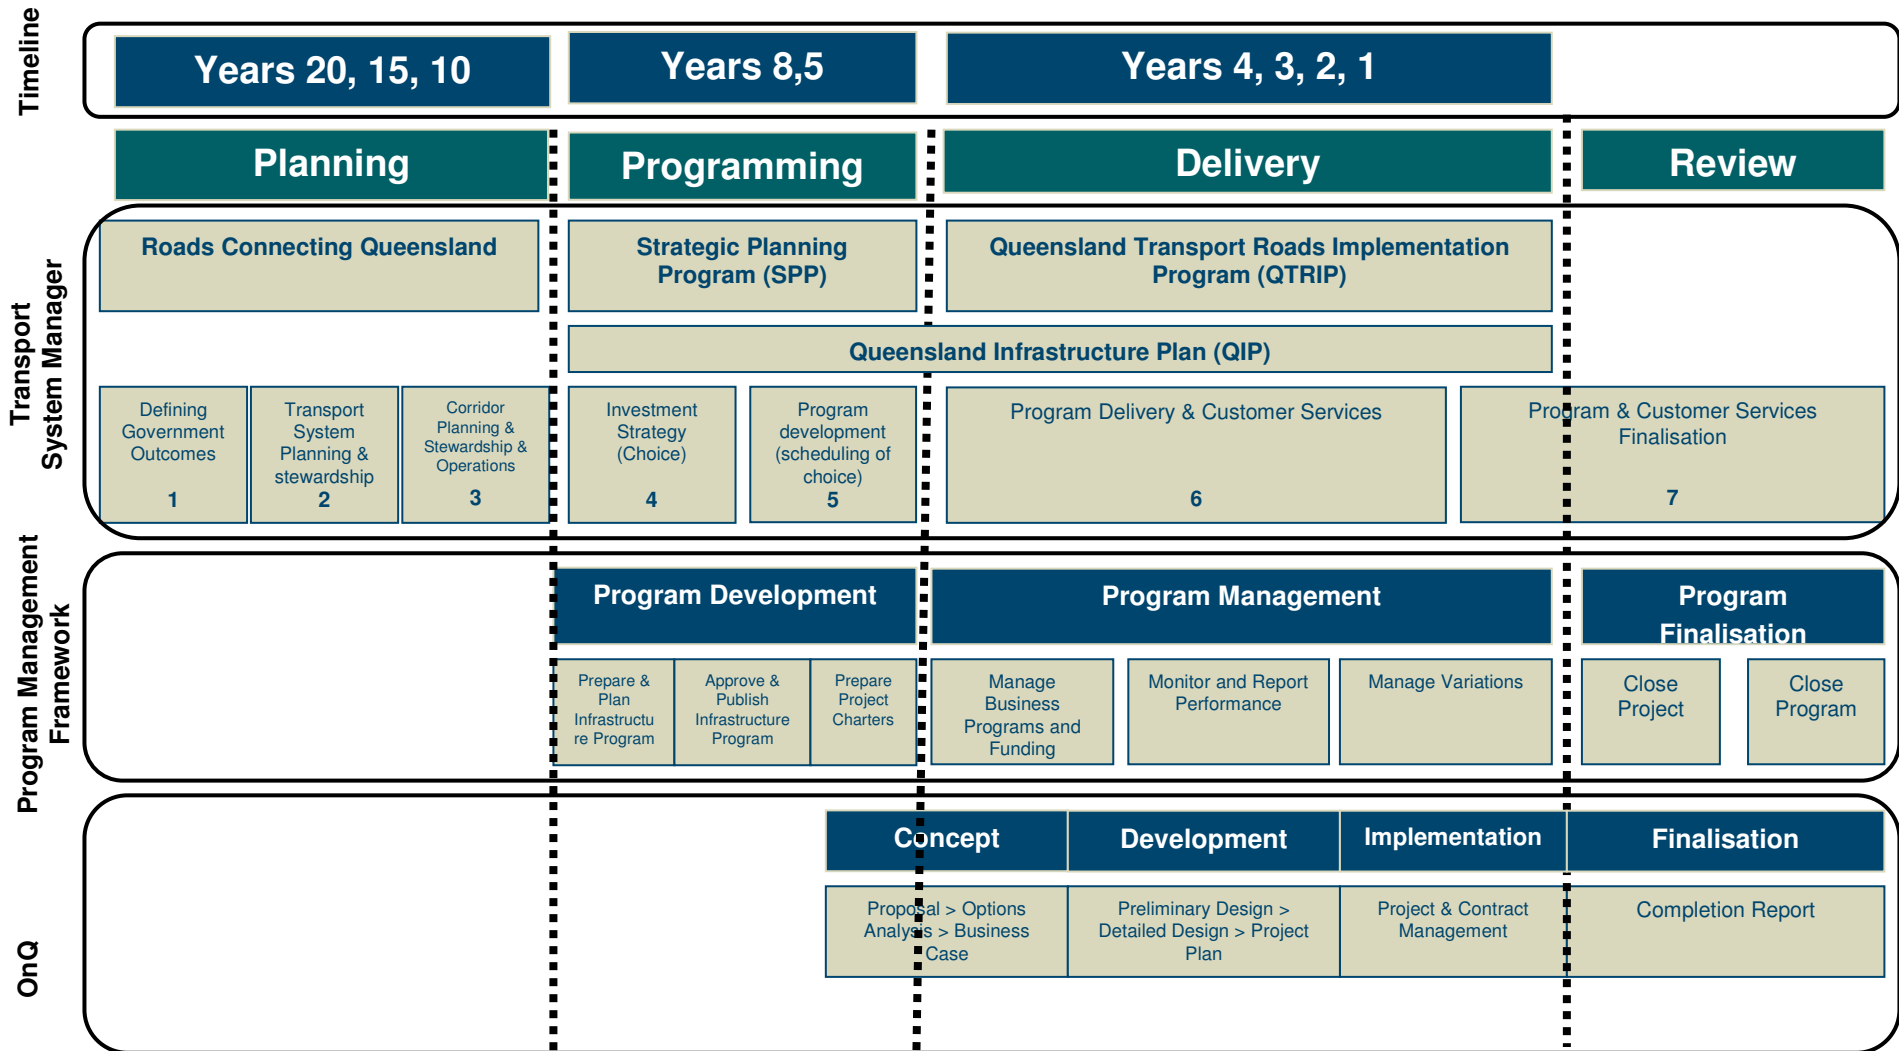 Timeline
Years 20, 15, 10
Years 8,5
Years 4, 3, 2, 1
Planning
Programming
Delivery
Review
Transport
System Manager
Roads Connecting Queensland
Strategic Planning
Program (SPP)
Queensland Transport Roads Implementation
Program (QTRIP)
Queensland Infrastructure Plan (QIP)
Defining
Government
Outcomes
1
Transport
System
Planning &
stewardship
2
Corridor
Planning &
Stewardship &
Operations
3
Investment
Strategy
(Choice)
4
Program
development
(scheduling of
choice)
5
Program Delivery & Customer Services
6
Program & Customer Services
Finalisation
7
Program Management
Framework
Program Development
Program Management
Program
Finalisation
Prepare &
Plan
Infrastructu
re Program
Approve &
Publish
Infrastructure
Program
Prepare
Project
Charters
Manage
Business
Programs and
Funding
Monitor and Report
Performance
Manage Variations
Close
Project
Close
Program
OnQ
Concept
Development
Implementation
Finalisation
Proposal > Options
Analysis > Business
Case
Preliminary Design >
Detailed Design > Project
Plan
Project & Contract
Management
Completion Report